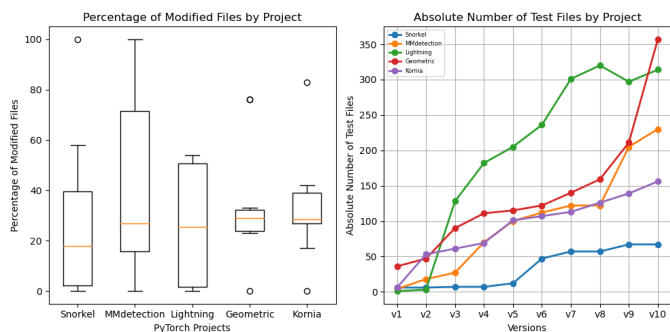 Percentage of Modified Files by Project
100
80
60
40
20
0
Percentage of Modified Files
Snorkel MMdetection Lightning Geometric Kornia
PyTorch Projects
Absolute Number of Test Files by Project
Snorkel
MMdetection
Lightning
Geometric
Kornia
350
300
250
200
150
100
50
0
Absolute Number of Test Files
v1 v2 v3 v4 v5 v6 v7 v8 v9 v10
Versions